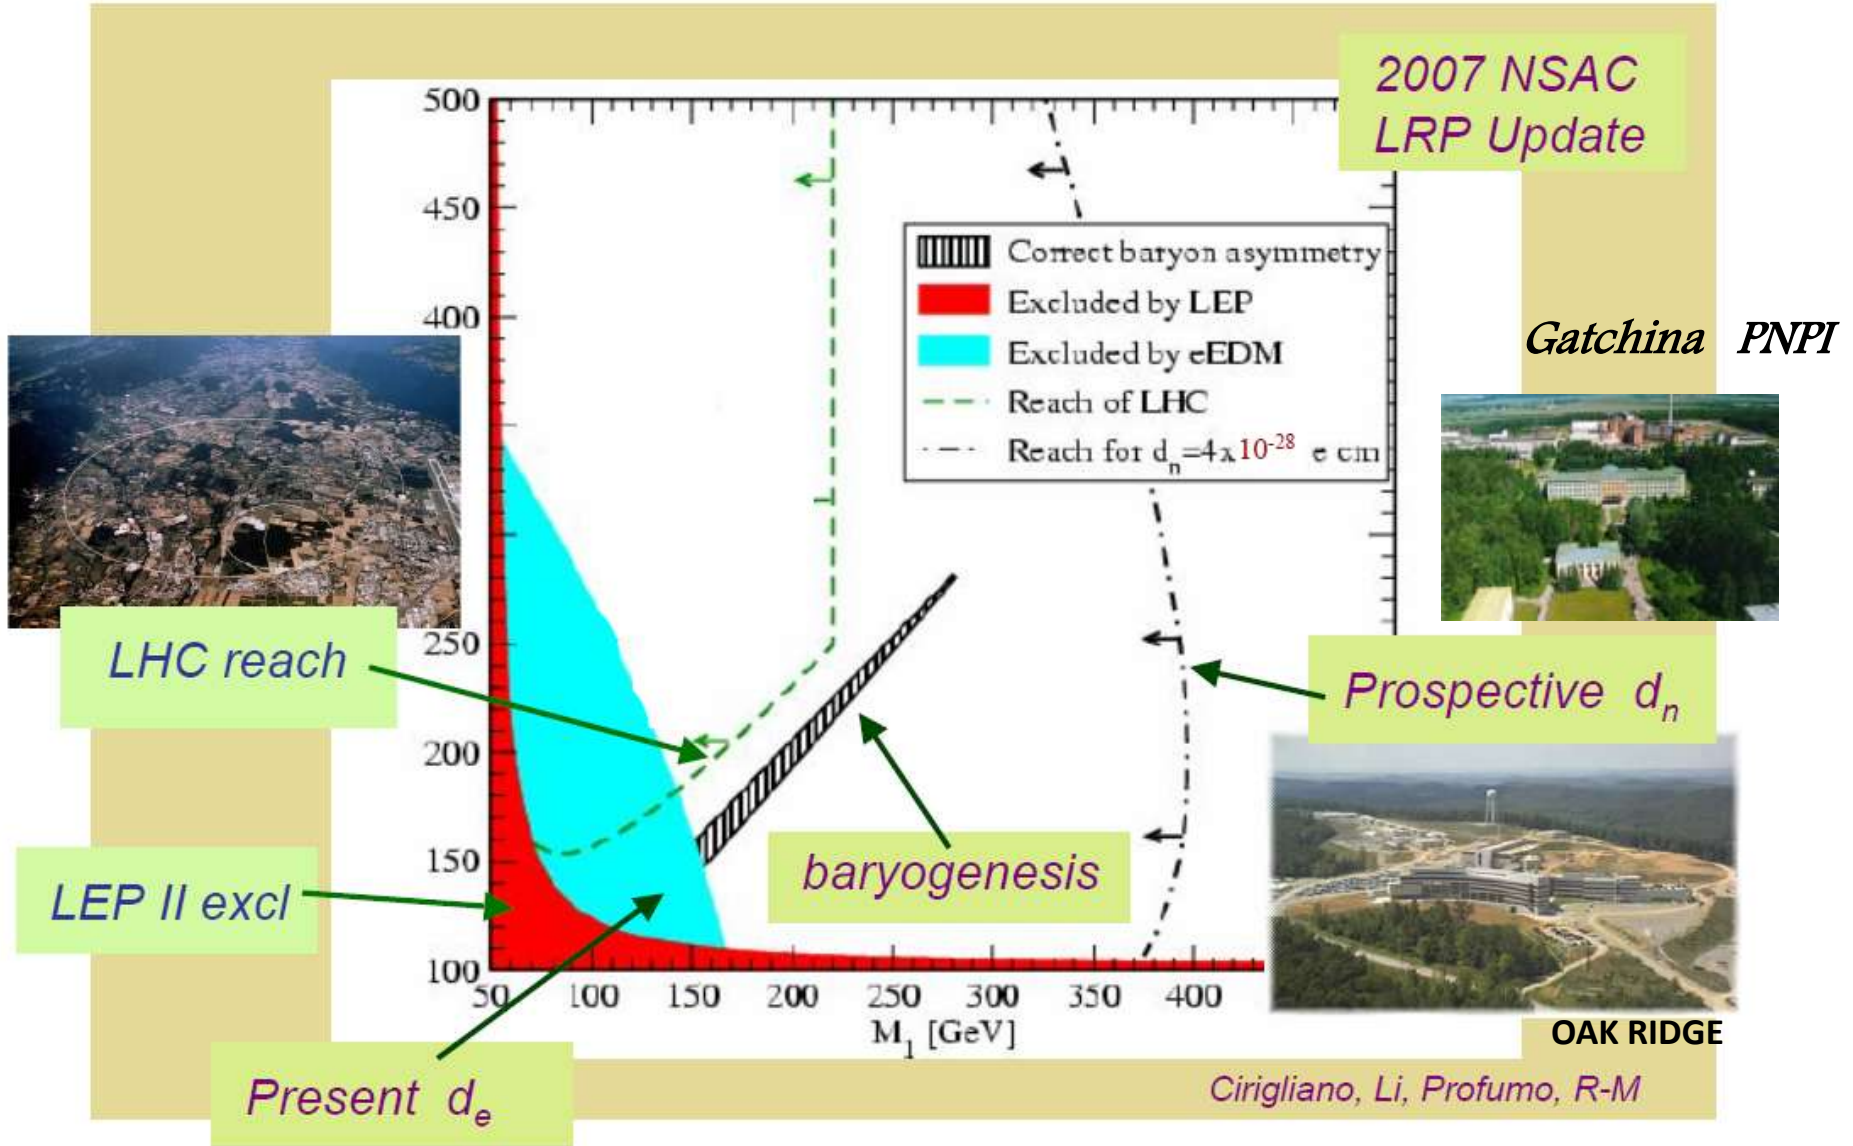 2007 NSAC
LRP Update
500
450
400
250
200
150
100
Correct baryon asymmetry
Excluded by LEP
Excluded by eEDM
Reach of LHC
Reach for dₙ=4x10⁻²⁸ e cm
Gatchina PNPI
LHC reach
Prospective dₙ
baryogenesis
LEP II excl
50 100 150 200 250 300 350 400
M₁ [GeV]
OAK RIDGE
Present dₑ
Cirigliano, Li, Profumo, R-M